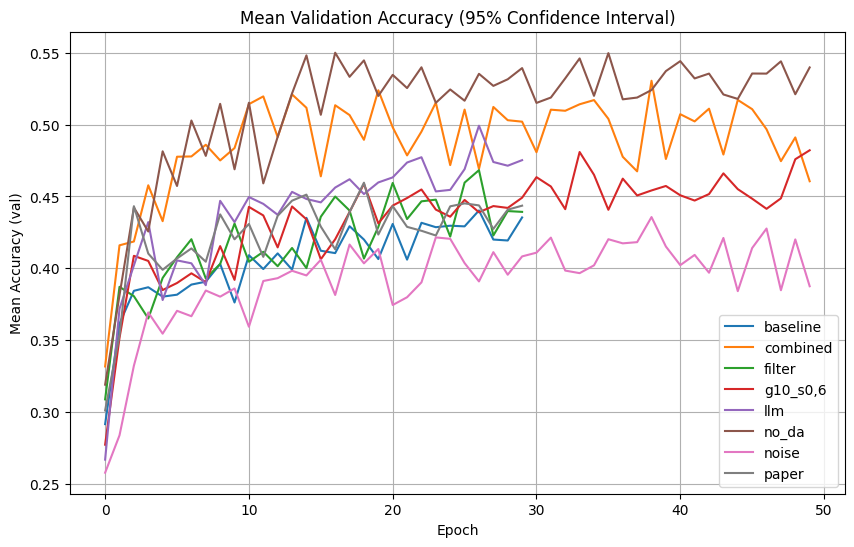 Mean Validation Accuracy (95% Confidence Interval)
Mean Accuracy (val)
0.55
0.50
0.45
0.40
0.35
0.30
0.25
0
10
20
30
40
50
Epoch
baseline
combined
filter
g10_s0,6
llm
no_da
noise
paper